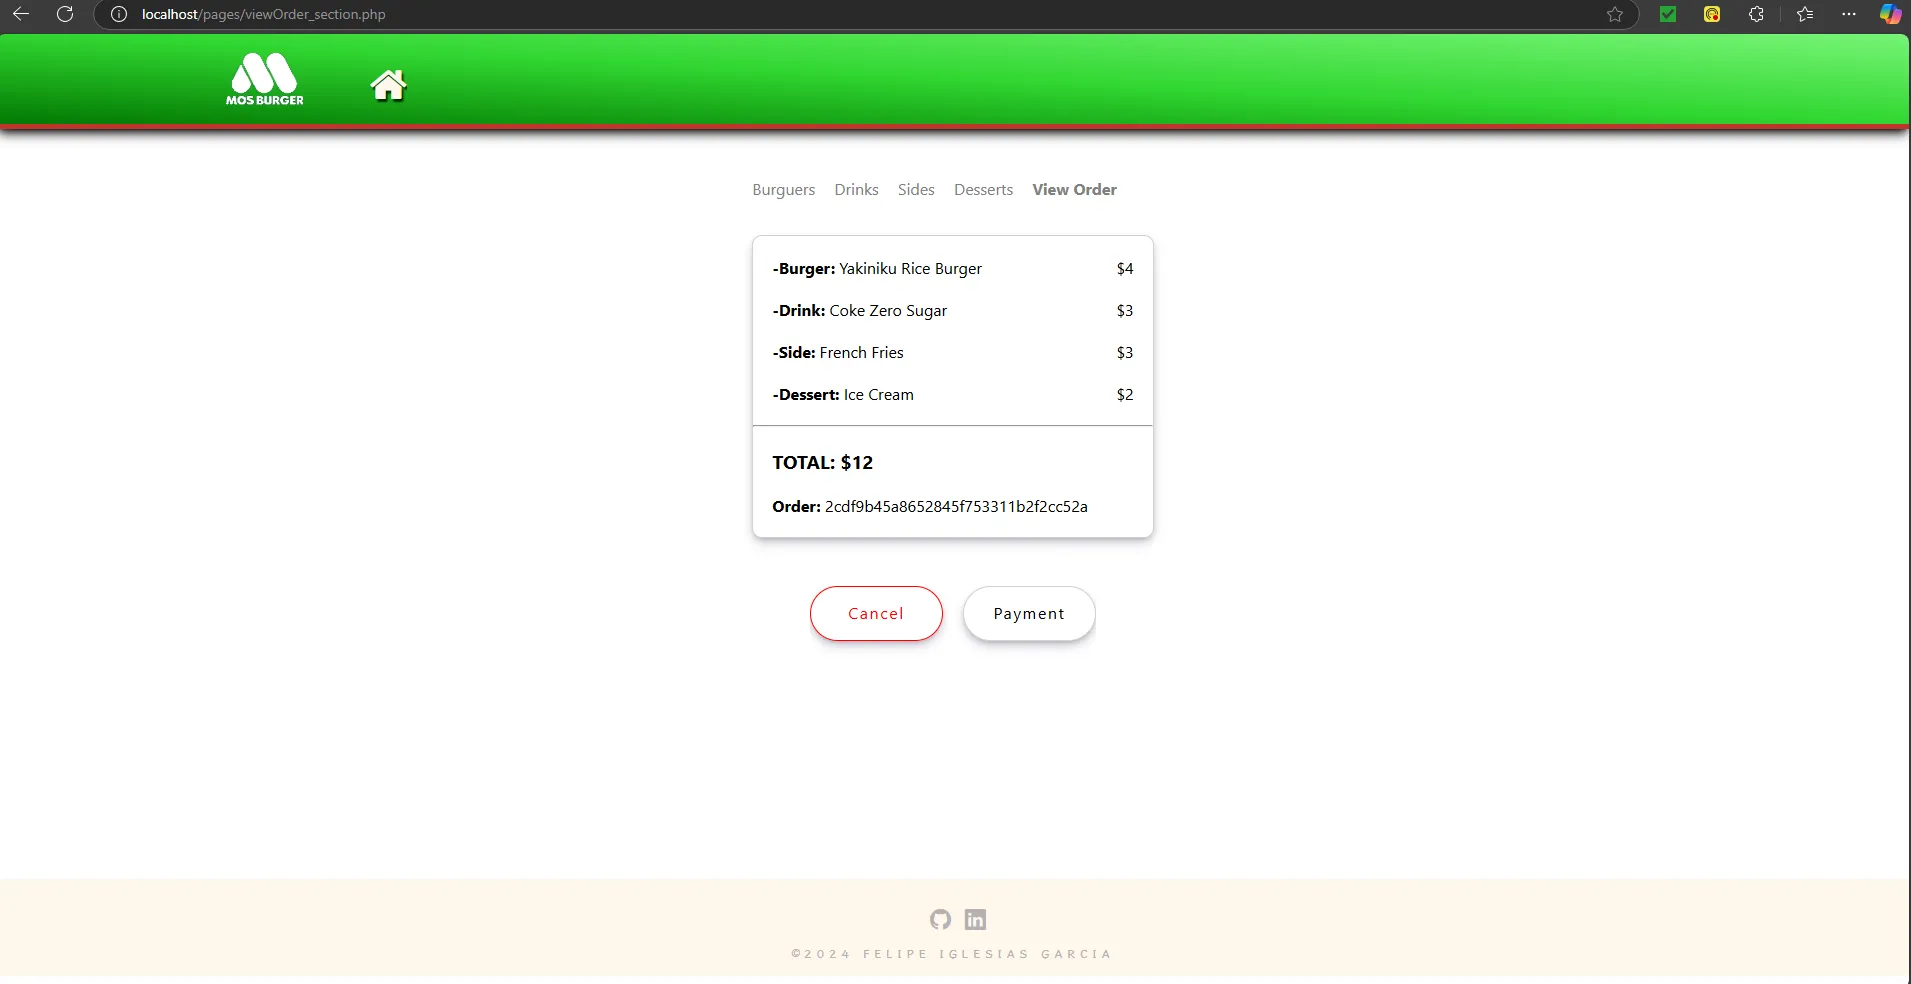 localhost/pages/viewOrder_section.php
MOS BURGER
Burguers Drinks Sides Desserts View Order
-Burger: Yakiniku Rice Burger $4
-Drink: Coke Zero Sugar $3
-Side: French Fries $3
-Dessert: Ice Cream $2
TOTAL: $12
Order: 2cdf9b45a8652845f753311b2f2cc52a
Cancel Payment
in
©2024 FELIPE IGLESIAS GARCIA